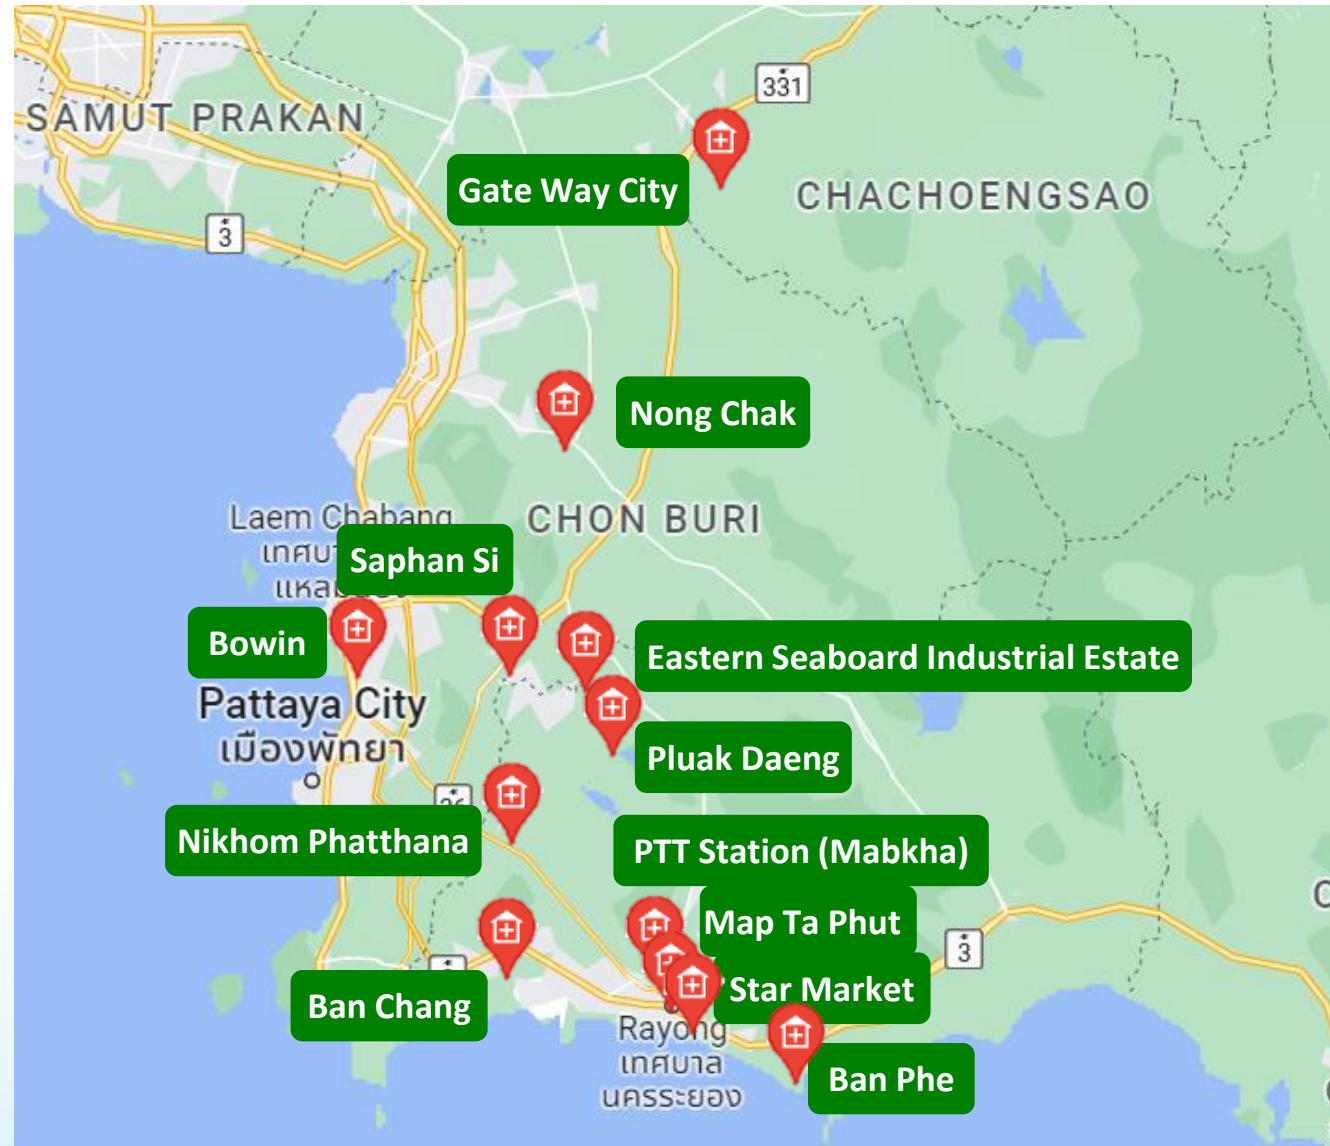 331
SAMUT PRAKAN
Gate Way City
CHACHOENGSAO
3
Nong Chak
Laem Chabang
CHON BURI
Saphan Si
Bowin
Eastern Seaboard Industrial Estate
Pattaya City
เมืองพัทยา
Pluak Daeng
Nikhom Phatthana
PTT Station (Mabkha)
Map Ta Phut
3
Star Market
Ban Chang
Rayong
เทศบาล
นครระยอง
Ban Phe